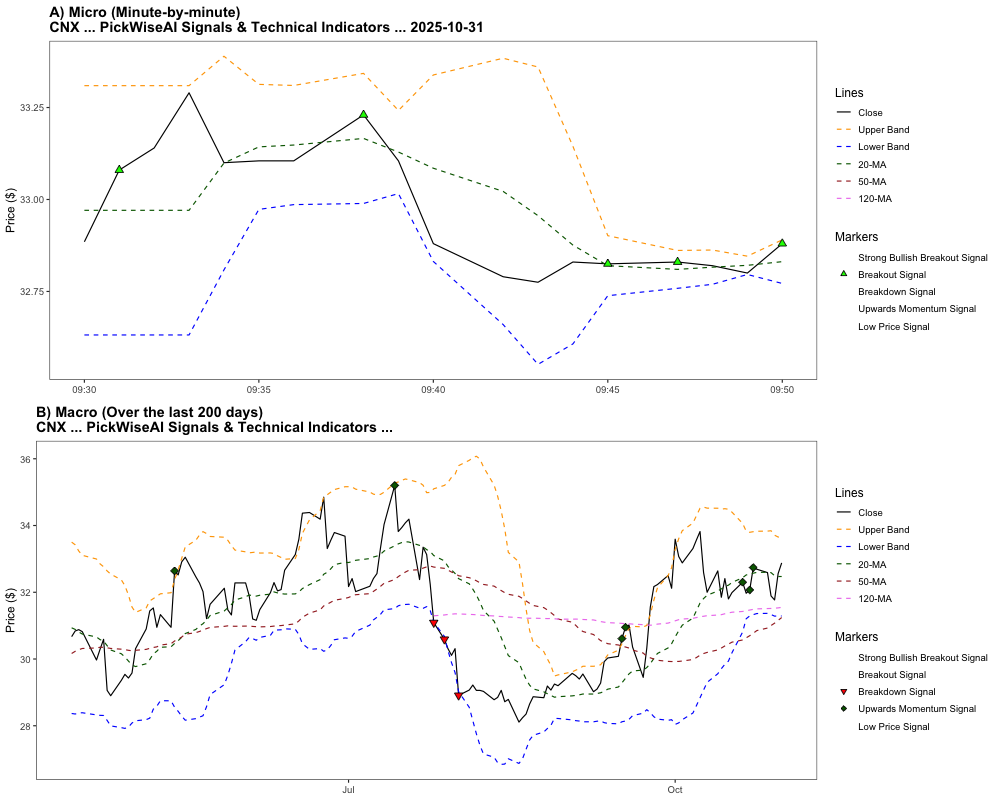 A) Micro (Minute-by-minute)
CNX ... PickWiseAI Signals & Technical Indicators ... 2025-10-31
Price ($)
33.25
33.00
32.75
09:30
09:35
09:40
09:45
09:50
Lines
Close
Upper Band
Lower Band
20-MA
50-MA
120-MA
Markers
Strong Bullish Breakout Signal
Breakout Signal
Breakdown Signal
Upwards Momentum Signal
Low Price Signal
B) Macro (Over the last 200 days)
CNX ... PickWiseAI Signals & Technical Indicators ...
Price ($)
36
34
32
30
28
Jul
Oct
Lines
Close
Upper Band
Lower Band
20-MA
50-MA
120-MA
Markers
Strong Bullish Breakout Signal
Breakout Signal
Breakdown Signal
Upwards Momentum Signal
Low Price Signal